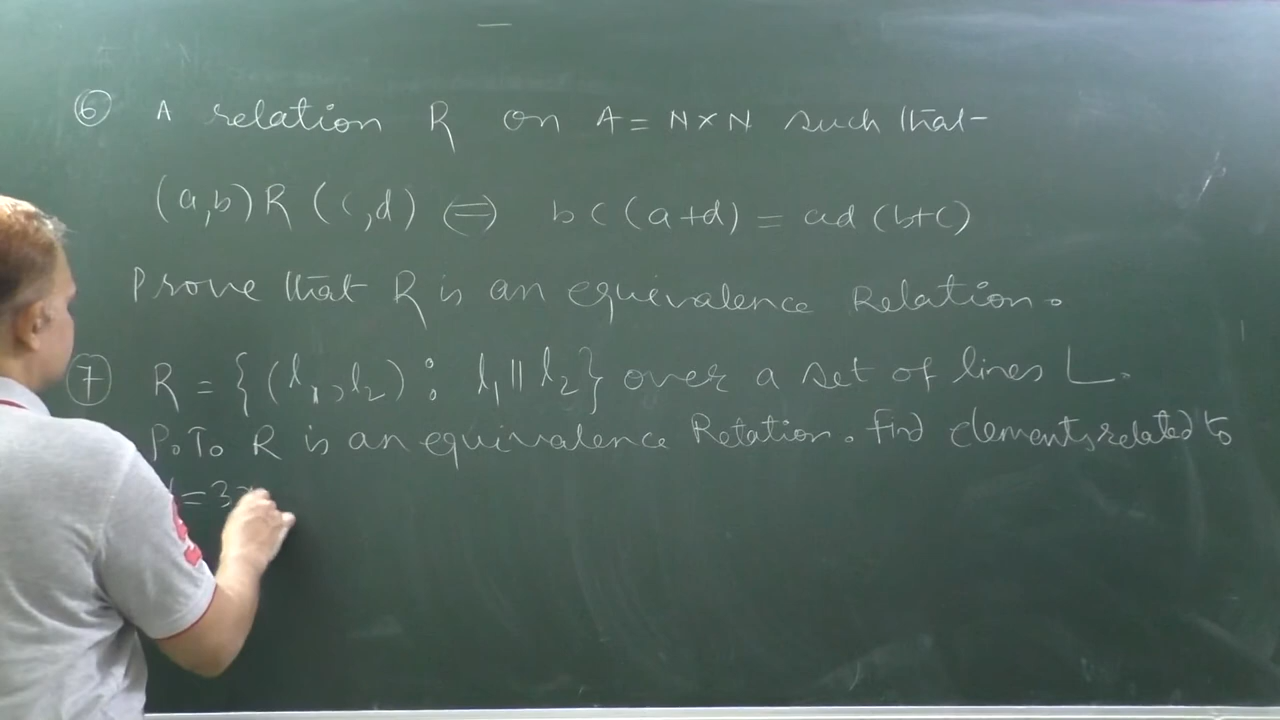 ⑥ A relation R on A = N×N such that
(a,b) R (c,d) ⇔ bc(a+d) = ad(b+c)
Prove that R is an equivalence Relation.
⑦ R = {(l₁, l₂) : l₁ || l₂} over a set of lines L.
P.T. R is an equivalence Relation. Find elements related to
y = 3x